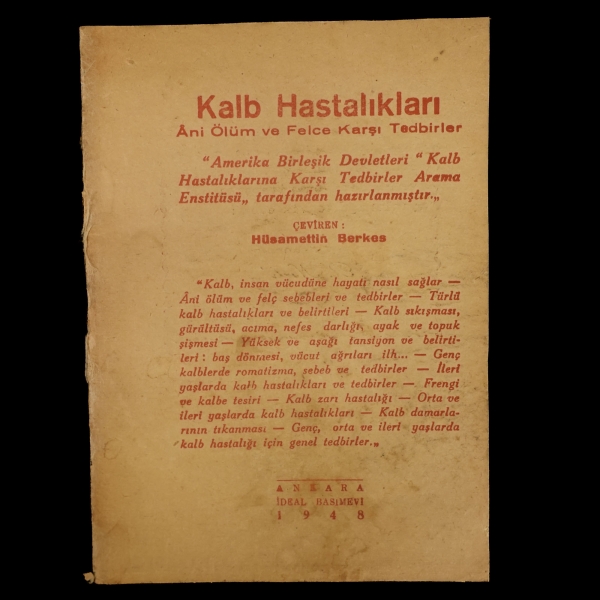 Kalb Hastalıkları
Âni Ölüm ve Felce Karşı Tedbirler
"Amerika Birleşik Devletleri "Kalb
Hastalıklarına Karşı Tedbirler Arama
Enstitüsü„ tarafından hazırlanmıştır.„
ÇEVİREN :
Hüsamettin Berkes
"Kalb, insan vücudüne hayatı nasıl sağlar —
Âni ölüm ve felç sebebleri ve tedbirler — Türlü
kalb hastalıkları ve belirtileri — Kalb sıkışması,
gürültüsü, acıma, nefes darlığı, ayak ve topuk
şişmesi — Yüksek ve aşağı tansiyon ve belirti-
leri : baş dönmesi, vücut ağrıları ilh... — Genç
kalblerde romatizma, sebeb ve tedbirler — İleri
yaşlarda kalb hastalıkları ve tedbirler — Frengi
ve kalbe tesiri — Kalb zarı hastalığı — Orta ve
ileri yaşlarda kalb hastalıkları — Kalb damarla-
rının tıkanması — Genç, orta ve ileri yaşlarda
kalb hastalığı için genel tedbirler.„
ANKARA
İDEAL BASIMEVİ
1948